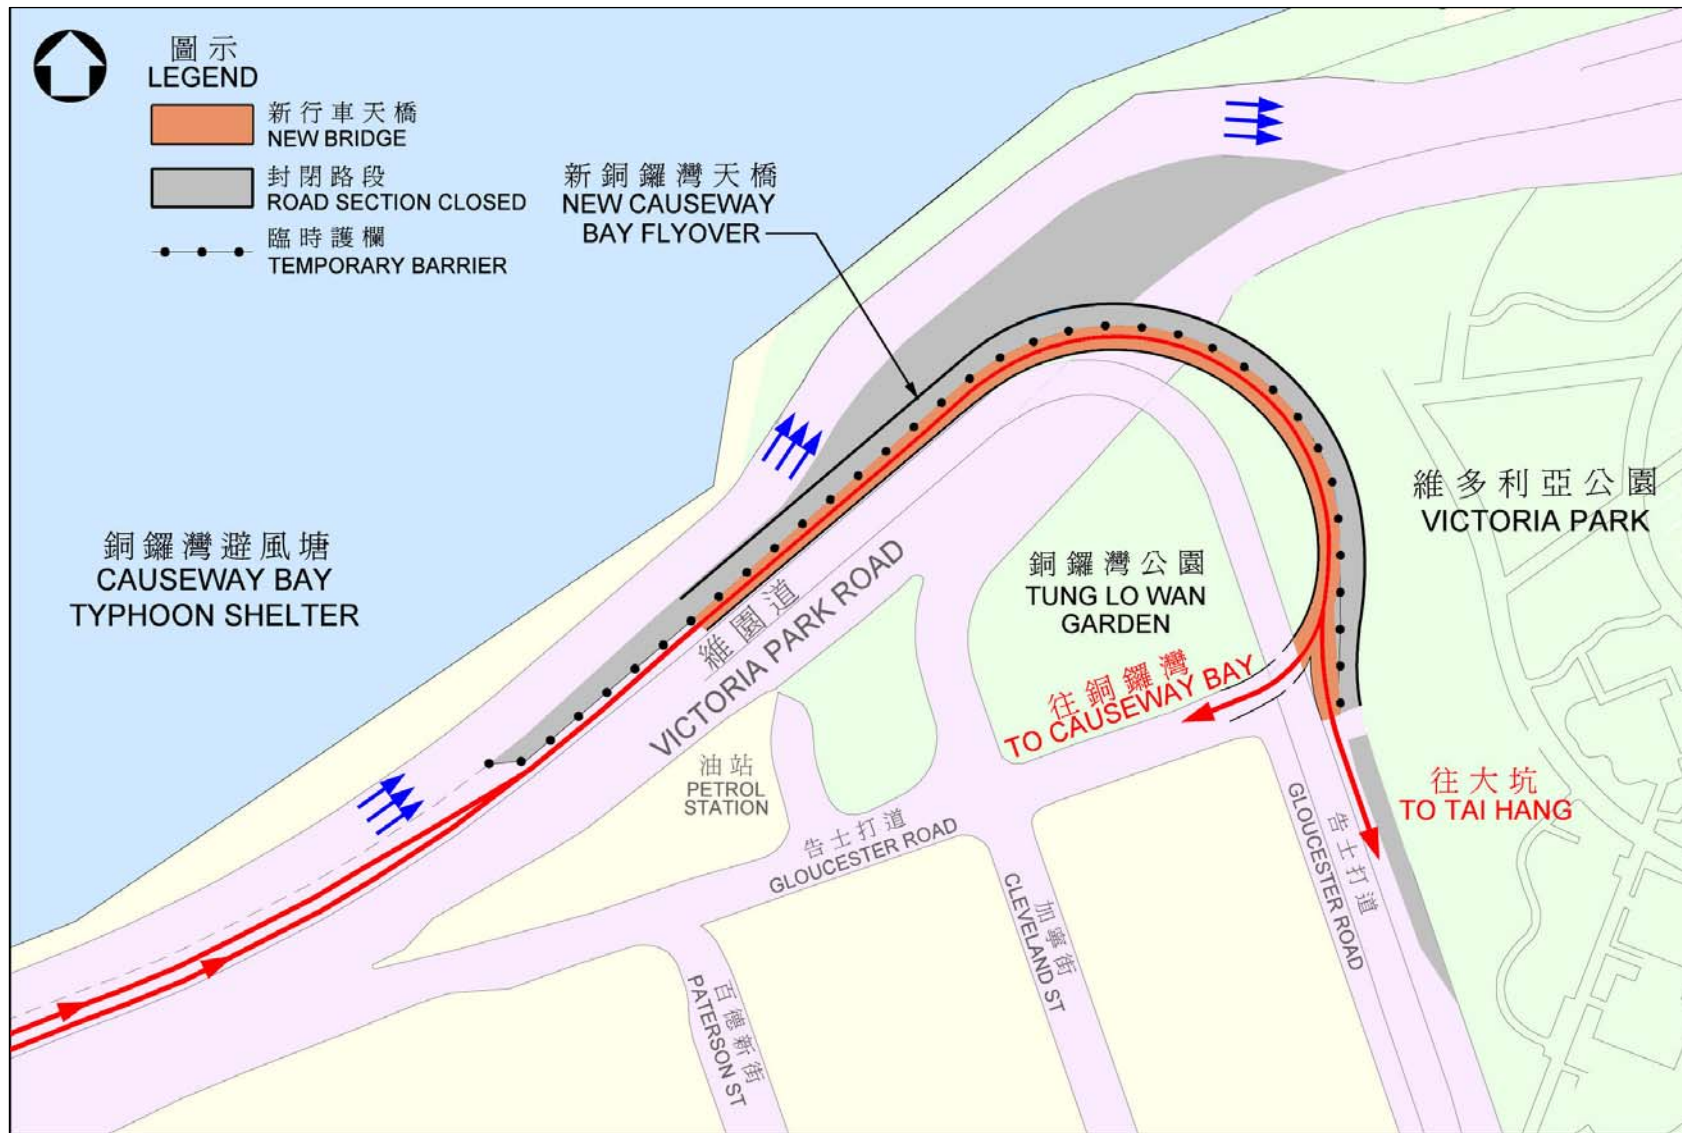 圖示
LEGEND
新行車天橋
NEW BRIDGE
封閉路段
ROAD SECTION CLOSED
臨時護欄
TEMPORARY BARRIER
新銅鑼灣天橋
NEW CAUSEWAY
BAY FLYOVER
銅鑼灣避風塘
CAUSEWAY BAY
TYPHOON SHELTER
維多利亞公園
VICTORIA PARK
銅鑼灣公園
TUNG LO WAN
GARDEN
維園道
VICTORIA PARK ROAD
往銅鑼灣
TO CAUSEWAY BAY
油站
PETROL
STATION
往大坑
TO TAI HANG
告士打道
GLOUCESTER ROAD
告士打道
GLOUCESTER ROAD
加寧街
CLEVELAND ST
百德新街
PATERSON ST